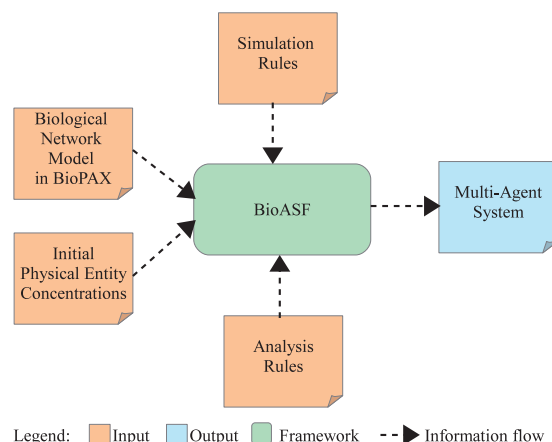 Simulation
Rules
Biological
Network
Model
in BioPAX
BioASF
Multi-Agent
System
Initial
Physical Entity
Concentrations
Analysis
Rules
Legend: Input Output Framework Information flow